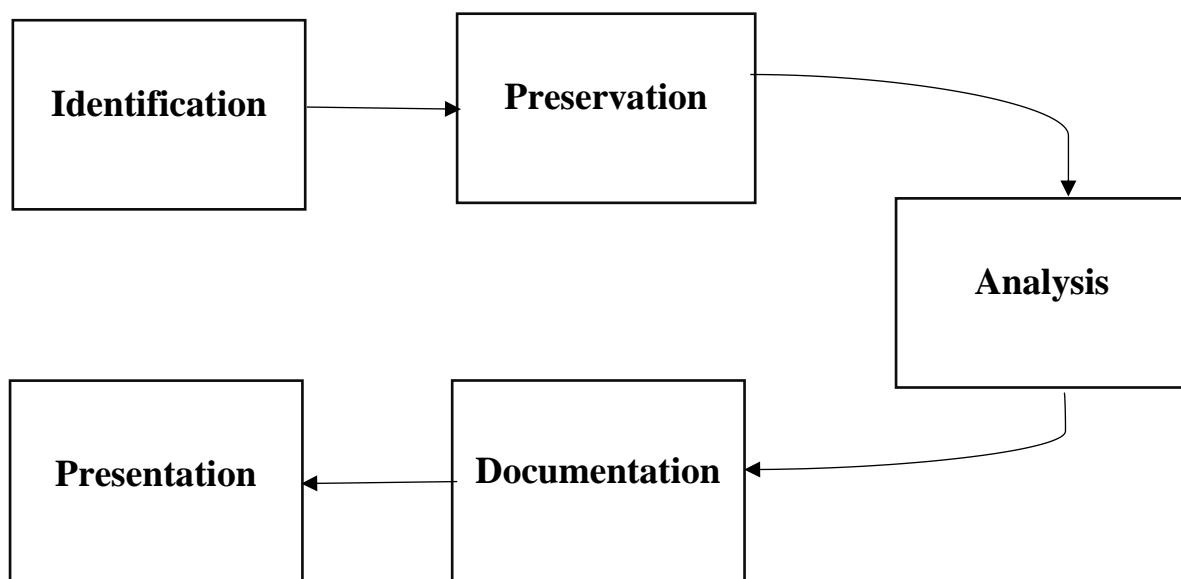 Identification
Preservation
Analysis
Documentation
Presentation